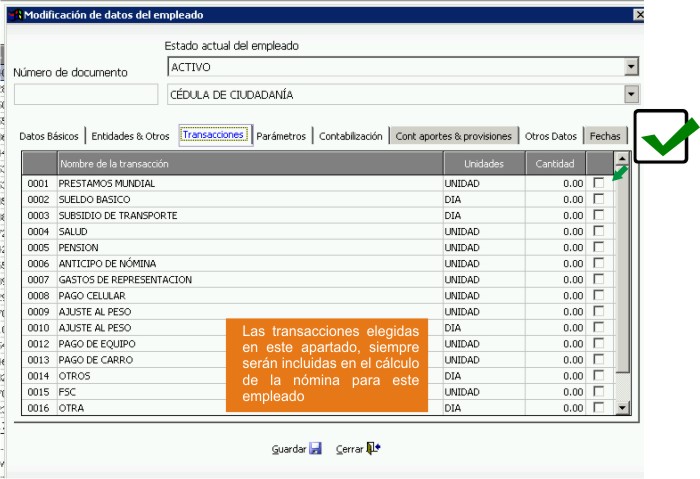 Modificación de datos del empleado
Estado actual del empleado
Número de documento
ACTIVO
CÉDULA DE CIUDADANÍA
Datos Básicos Entidades & Otros Transacciones Parámetros Contabilización Cont aportes & provisiones Otros Datos Fechas
Nombre de la transacción Unidades Cantidad
0001 PRESTAMOS MUNDIAL UNIDAD 0.00
0002 SUELDO BASICO DIA 0.00
0003 SUBSIDIO DE TRANSPORTE DIA 0.00
0004 SALUD UNIDAD 0.00
0005 PENSION UNIDAD 0.00
0006 ANTICIPO DE NÓMINA UNIDAD 0.00
0007 GASTOS DE REPRESENTACION UNIDAD 0.00
0008 PAGO CELULAR UNIDAD 0.00
0009 AJUSTE AL PESO UNIDAD 0.00
0010 AJUSTE AL PESO DIA 0.00
0012 PAGO DE EQUIPO UNIDAD 0.00
0013 PAGO DE CARRO UNIDAD 0.00
0014 OTROS DIA 0.00
0015 FSC UNIDAD 0.00
0016 OTRA DIA 0.00
Las transacciones elegidas
en este apartado, siempre
serán incluidas en el cálculo
de la nómina para este
empleado
Guardar Cerrar